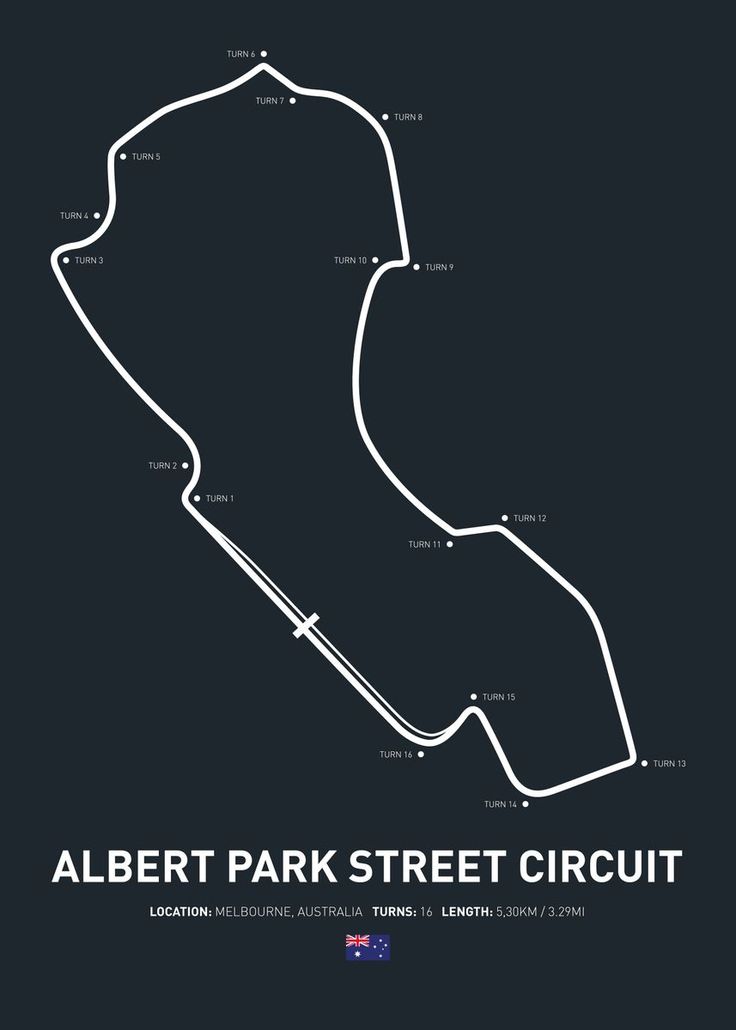 TURN 6
TURN 7
TURN 8
TURN 5
TURN 4
TURN 3
TURN 10
TURN 9
TURN 2
TURN 1
TURN 12
TURN 11
TURN 15
TURN 16
TURN 13
TURN 14
ALBERT PARK STREET CIRCUIT
LOCATION: MELBOURNE, AUSTRALIA TURNS: 16 LENGTH: 5,30KM / 3.29MI